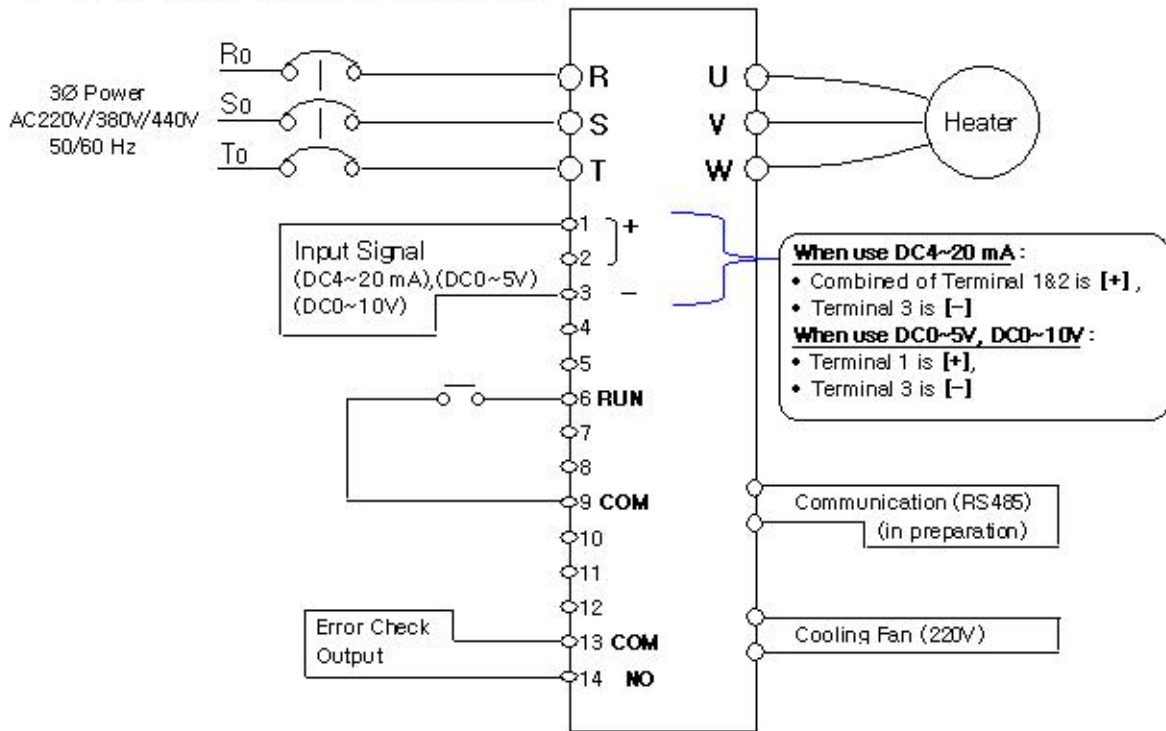 R0
3Ø Power
AC220V/380V/440V
50/60 Hz
S0
T0
R
S
T
U
V
W
Heater
Input Signal
(DC4~20 mA),(DC0~5V)
(DC0~10V)
1
+
2
3
−
4
5
6 RUN
7
8
9 COM
10
11
12
13 COM
14 NO
When use DC4~20 mA :
• Combined of Terminal 1&2 is [+] ,
• Terminal 3 is [−]
When use DC0~5V, DC0~10V :
• Terminal 1 is [+],
• Terminal 3 is [−]
Communication (RS485)
(in preparation)
Cooling Fan (220V)
Error Check
Output